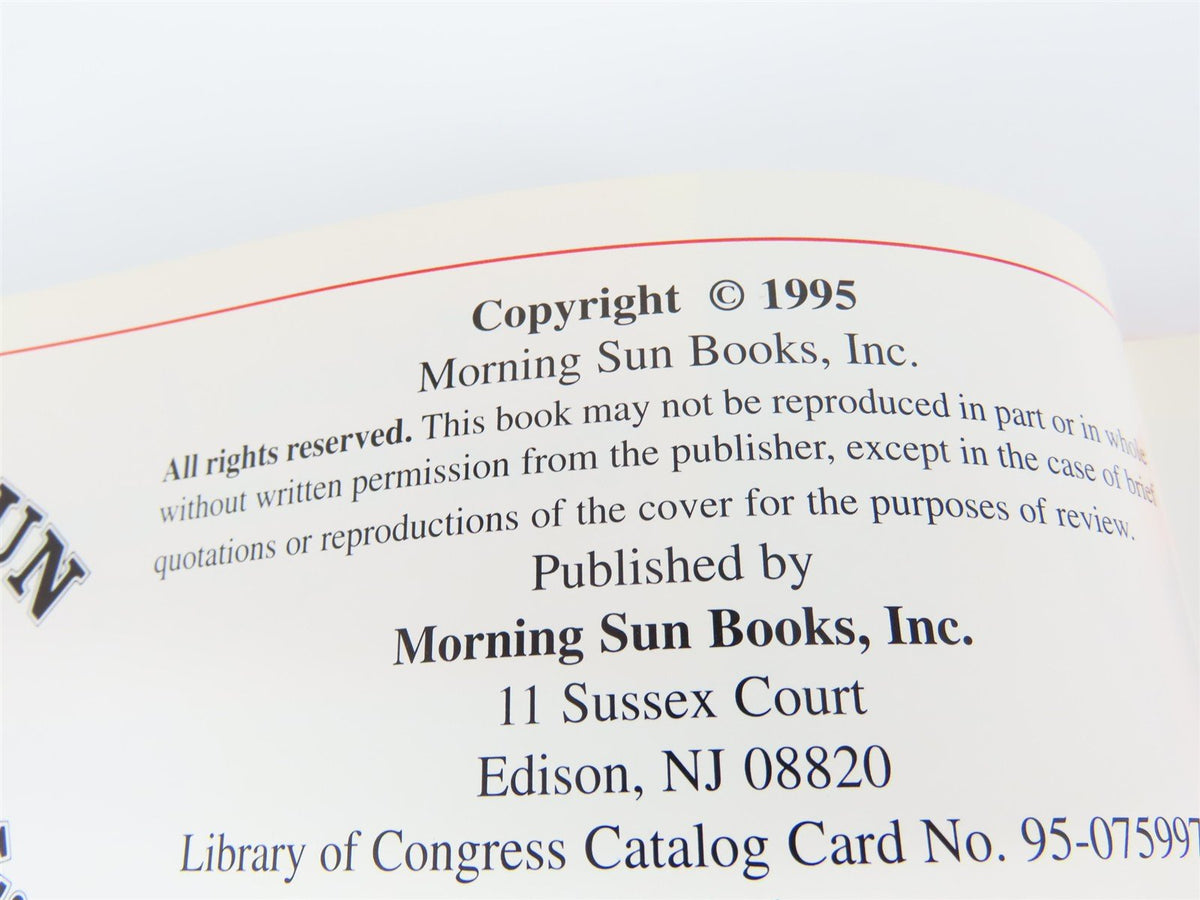 Copyright © 1995
Morning Sun Books, Inc.
All rights reserved. This book may not be reproduced in part or in whole
without written permission from the publisher, except in the case of brief
quotations or reproductions of the cover for the purposes of review.
Published by
Morning Sun Books, Inc.
11 Sussex Court
Edison, NJ 08820
Library of Congress Catalog Card No. 95-075997
UN